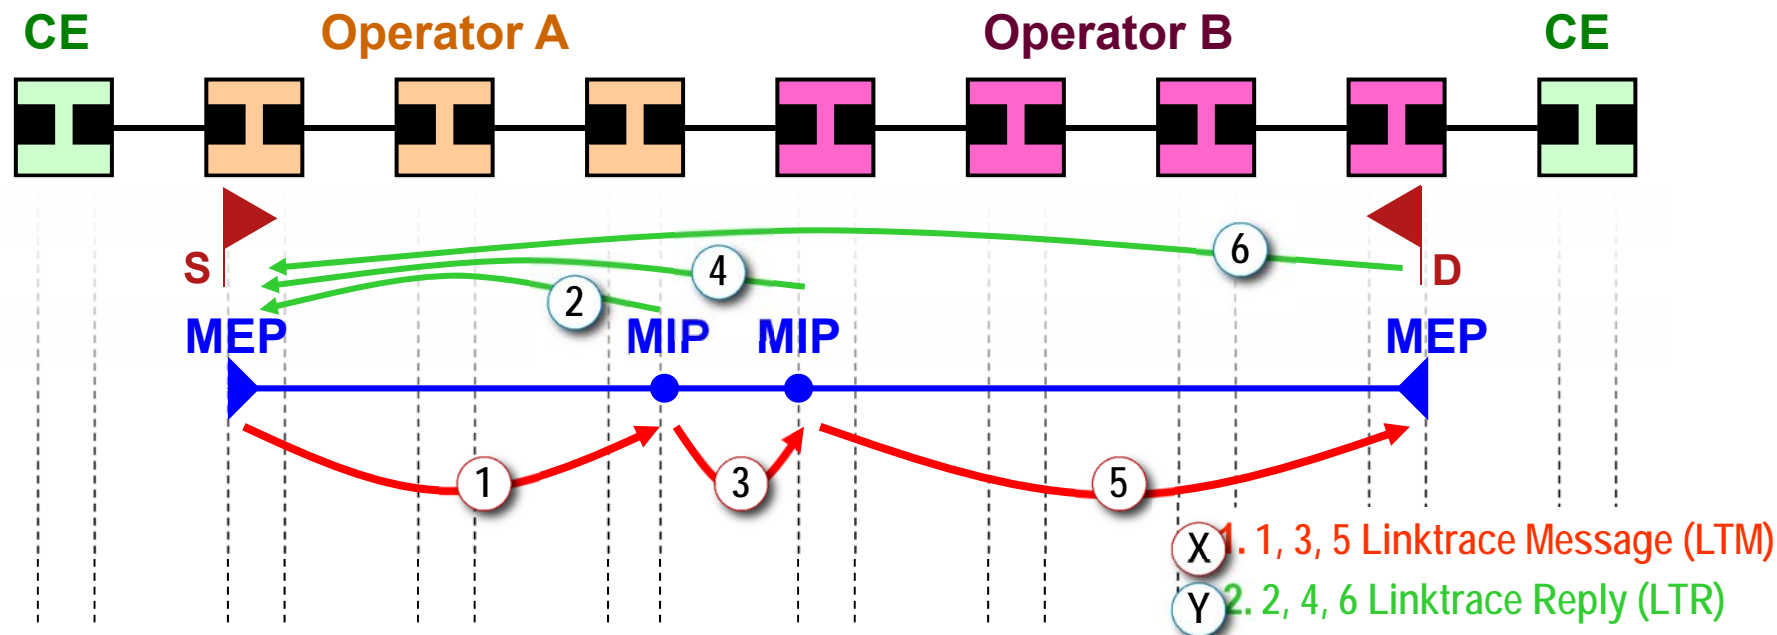 CE Operator A Operator B CE
6
S 4 D
2
MEP MIP MIP MEP
1 3 5
X 1. 1, 3, 5 Linktrace Message (LTM)
Y 2. 2, 4, 6 Linktrace Reply (LTR)